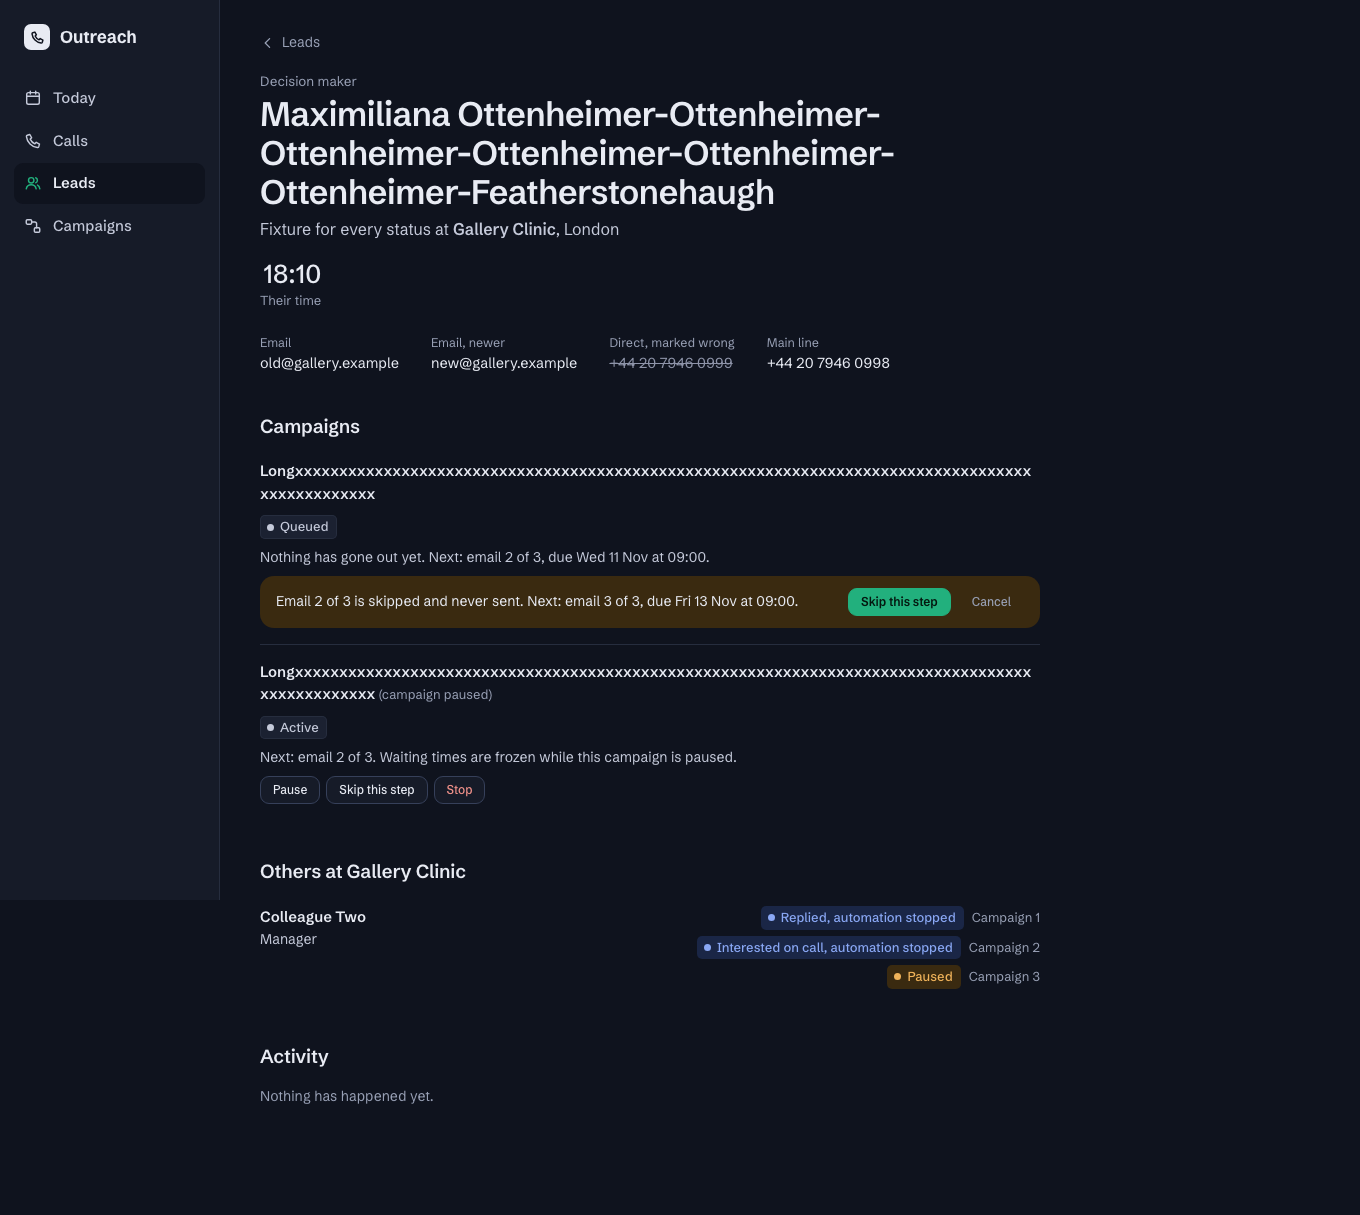 Outreach
Today
Calls
Leads
Campaigns
Leads
Decision maker
Maximiliana Ottenheimer-Ottenheimer-
Ottenheimer-Ottenheimer-Ottenheimer-
Ottenheimer-Featherstonehaugh
Fixture for every status at Gallery Clinic, London
18:10
Their time
Email
old@gallery.example
Email, newer
new@gallery.example
Direct, marked wrong
+44 20 7946 0999
Main line
+44 20 7946 0998
Campaigns
Longxxxxxxxxxxxxxxxxxxxxxxxxxxxxxxxxxxxxxxxxxxxxxxxxxxxxxxxxxxxxxxxxxxxxxxxxxxxxxxxxxxx
xxxxxxxxxxxxx
Queued
Nothing has gone out yet. Next: email 2 of 3, due Wed 11 Nov at 09:00.
Email 2 of 3 is skipped and never sent. Next: email 3 of 3, due Fri 13 Nov at 09:00.
Skip this step
Cancel
Longxxxxxxxxxxxxxxxxxxxxxxxxxxxxxxxxxxxxxxxxxxxxxxxxxxxxxxxxxxxxxxxxxxxxxxxxxxxxxxxxxxx
xxxxxxxxxxxxx (campaign paused)
Active
Next: email 2 of 3. Waiting times are frozen while this campaign is paused.
Pause
Skip this step
Stop
Others at Gallery Clinic
Colleague Two
Manager
Replied, automation stopped Campaign 1
Interested on call, automation stopped Campaign 2
Paused Campaign 3
Activity
Nothing has happened yet.